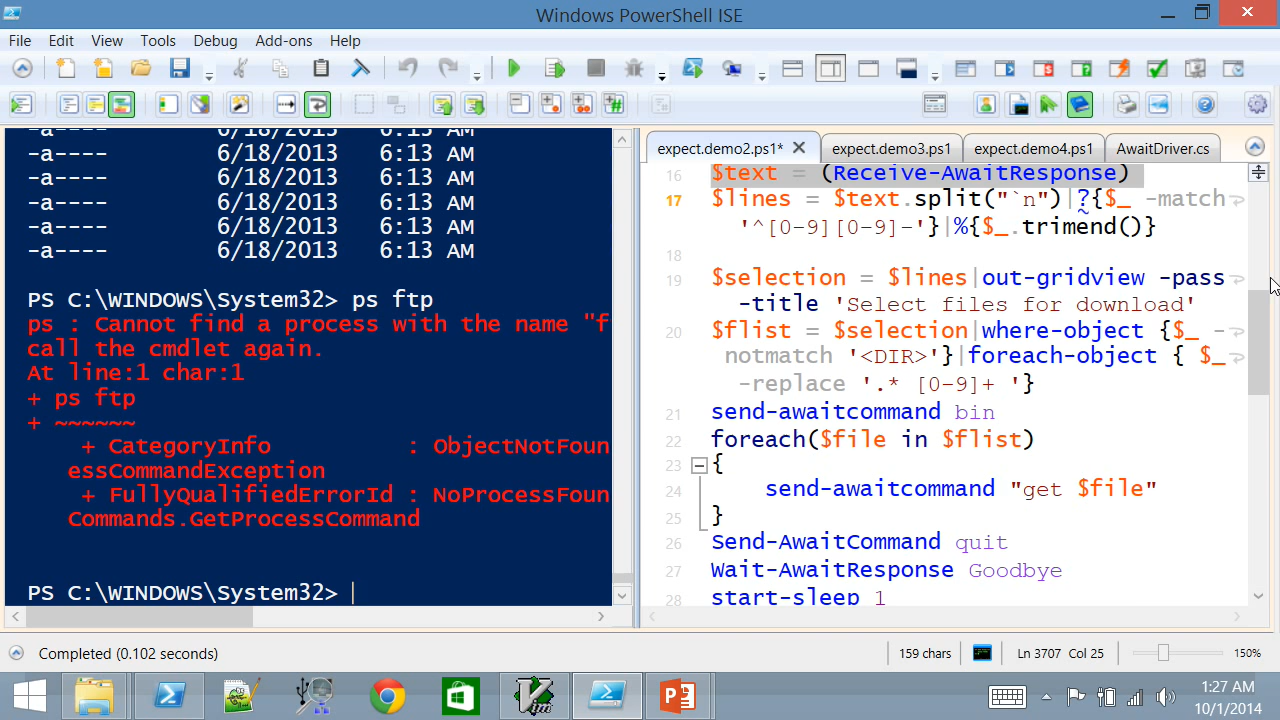 Windows PowerShell ISE
File Edit View Tools Debug Add-ons Help
-a---- 6/18/2013 6:13 AM
-a---- 6/18/2013 6:13 AM
-a---- 6/18/2013 6:13 AM
-a---- 6/18/2013 6:13 AM
-a---- 6/18/2013 6:13 AM
-a---- 6/18/2013 6:13 AM
PS C:\WINDOWS\System32> ps ftp
ps : Cannot find a process with the name "f
call the cmdlet again.
At line:1 char:1
+ ps ftp
+ ~~~~~~
+ CategoryInfo : ObjectNotFoun
essCommandException
+ FullyQualifiedErrorId : NoProcessFoun
Commands.GetProcessCommand
PS C:\WINDOWS\System32>
expect.demo2.ps1* expect.demo3.ps1 expect.demo4.ps1 AwaitDriver.cs
16 $text = (Receive-AwaitResponse)
17 $lines = $text.split("`n")|?{$_ -match
'^[0-9][0-9]-'}|%{$_.trimend()}
18
19 $selection = $lines|out-gridview -pass
-title 'Select files for download'
20 $flist = $selection|where-object {$_ -
notmatch '<DIR>'}|foreach-object { $_
-replace '.* [0-9]+ '}
21 send-awaitcommand bin
22 foreach($file in $flist)
23 {
24 send-awaitcommand "get $file"
25 }
26 Send-AwaitCommand quit
27 Wait-AwaitResponse Goodbye
28 start-sleep 1
Completed (0.102 seconds) 159 chars Ln 3707 Col 25 150%
1:27 AM
10/1/2014